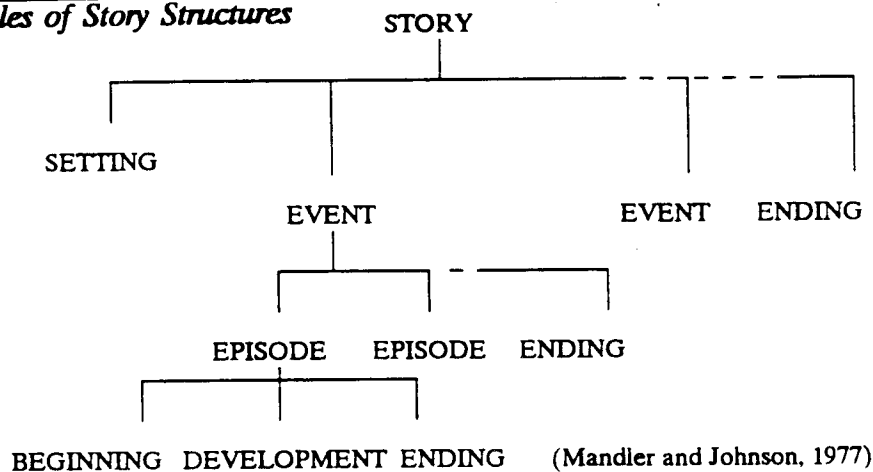 les of Story Structures
STORY
SETTING
EVENT EVENT ENDING
EPISODE EPISODE ENDING
BEGINNING DEVELOPMENT ENDING (Mandler and Johnson, 1977)